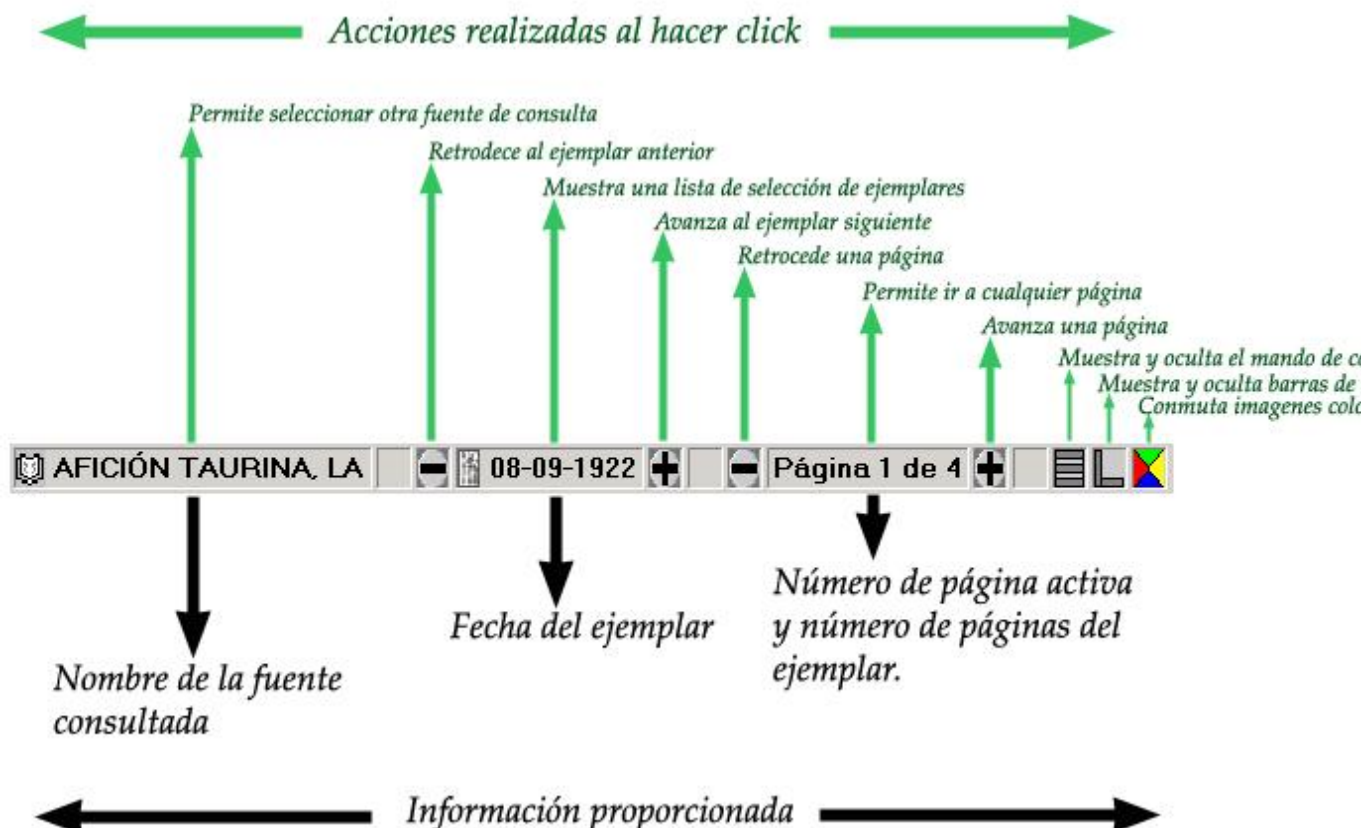 Acciones realizadas al hacer click
Permite seleccionar otra fuente de consulta
Retrodece al ejemplar anterior
Muestra una lista de selección de ejemplares
Avanza al ejemplar siguiente
Retrocede una página
Permite ir a cualquier página
Avanza una página
Muestra y oculta el mando de
Muestra y oculta barras de
Conmuta imagenes
AFICIÓN TAURINA, LA 08-09-1922 Página 1 de 4
Nombre de la fuente
consultada
Fecha del ejemplar
Número de página activa
y número de páginas del
ejemplar.
Información proporcionada